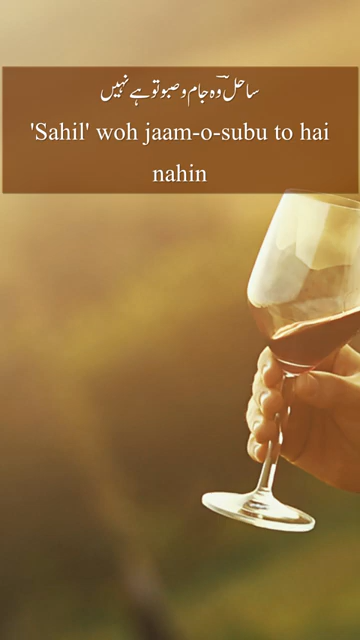 ساحلؔ وہ جام و صبو تو ہے نہیں
'Sahil' woh jaam-o-subu to hai
nahin